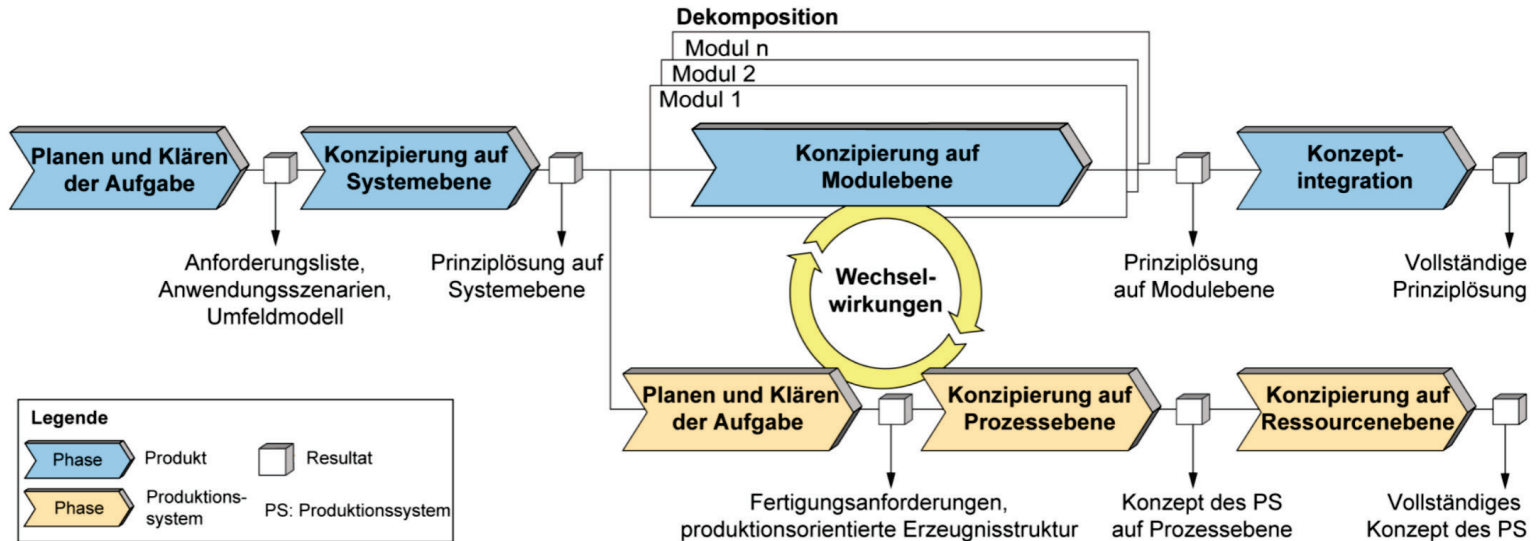 Dekomposition
Modul n
Modul 2
Modul 1
Planen und Klären
der Aufgabe
Konzipierung auf
Systemebene
Konzipierung auf
Modulebene
Konzept-
integration
Anforderungsliste,
Anwendungsszenarien,
Umfeldmodell
Prinziplösung auf
Systemebene
Wechsel-
wirkungen
Prinziplösung
auf Modulebene
Vollständige
Prinziplösung
Planen und Klären
der Aufgabe
Konzipierung auf
Prozessebene
Konzipierung auf
Ressourcenebene
Fertigungsanforderungen,
produktionsorientierte Erzeugnisstruktur
Konzept des PS
auf Prozessebene
Vollständiges
Konzept des PS
Legende
Phase
Produkt
Resultat
Phase
Produktions-
system
PS: Produktionssystem